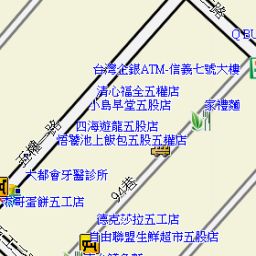 Q BU
台灣企銀ATM-信義七號大樓
清心福全五權店
小島早堂五股店
家禮麵
四海遊龍五股店
悟饕池上飯包五股五權店
大都會牙醫診所
94巷
德克莎拉五工店
添哥蛋餅五工店
自由聯盟生鮮超市五股店